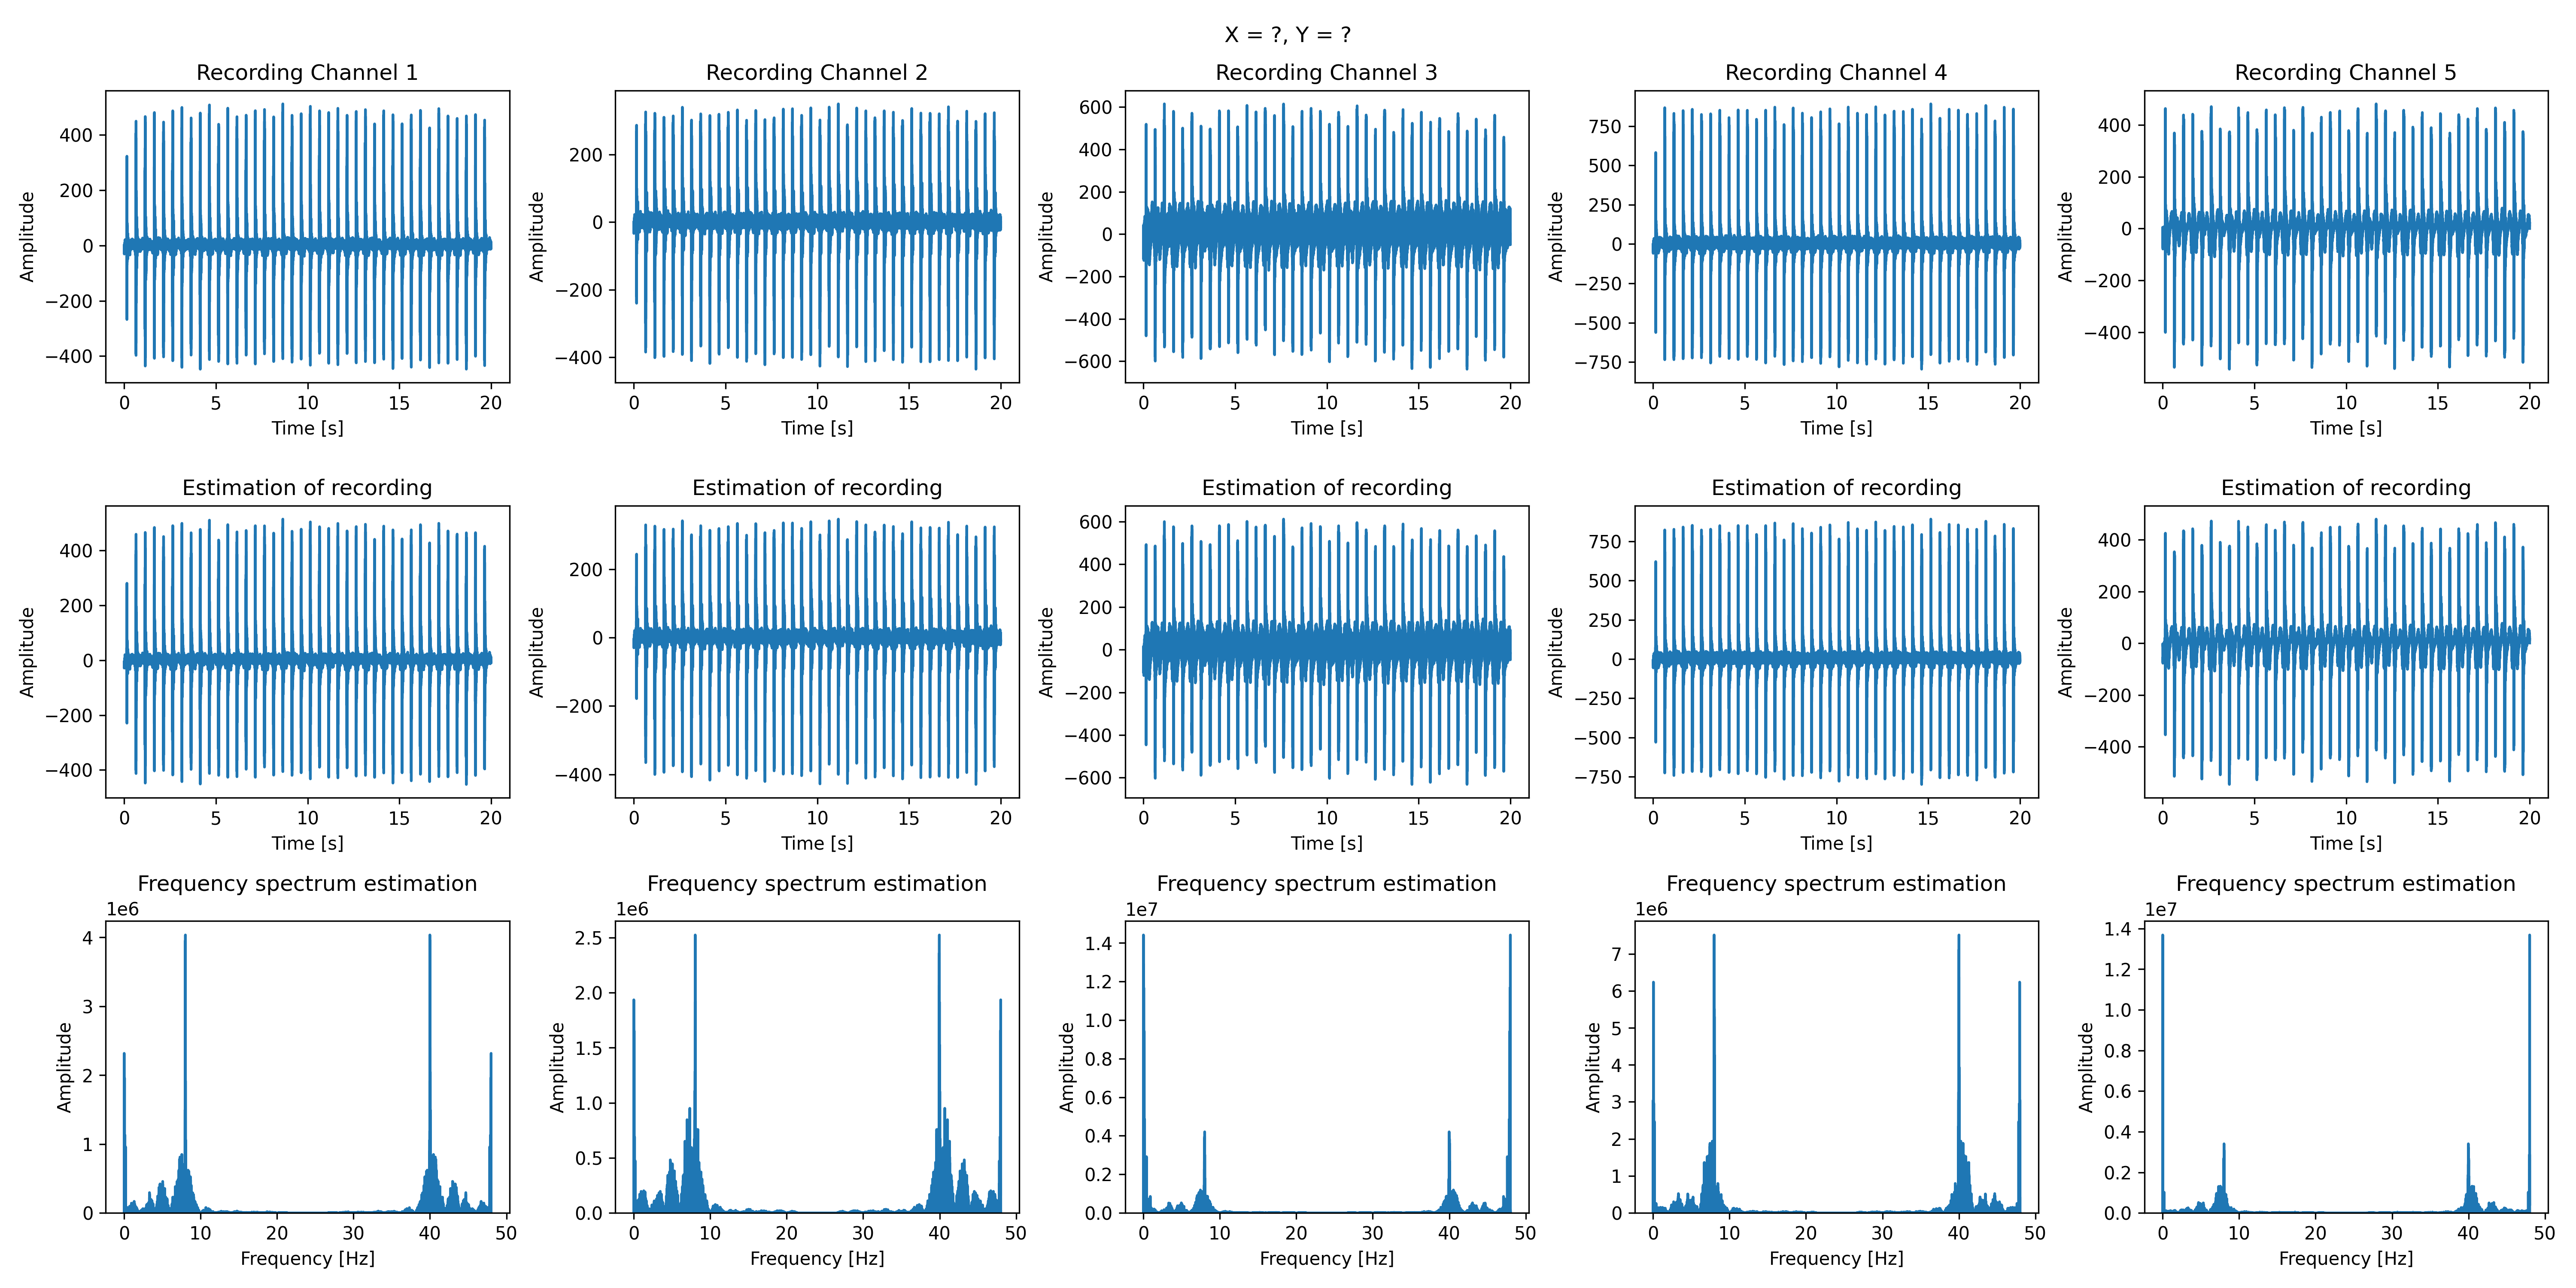 X = ?, Y = ?
Recording Channel 1
Recording Channel 2
Recording Channel 3
Recording Channel 4
Recording Channel 5
Amplitude
400
200
0
−200
−400
0 5 10 15 20
Time [s]
Amplitude
200
0
−200
−400
0 5 10 15 20
Time [s]
Amplitude
600
400
200
0
−200
−400
−600
0 5 10 15 20
Time [s]
Amplitude
750
500
250
0
−250
−500
−750
0 5 10 15 20
Time [s]
Amplitude
400
200
0
−200
−400
0 5 10 15 20
Time [s]
Estimation of recording
Estimation of recording
Estimation of recording
Estimation of recording
Estimation of recording
Amplitude
400
200
0
−200
−400
0 5 10 15 20
Time [s]
Amplitude
200
0
−200
−400
0 5 10 15 20
Time [s]
Amplitude
600
400
200
0
−200
−400
−600
0 5 10 15 20
Time [s]
Amplitude
750
500
250
0
−250
−500
−750
0 5 10 15 20
Time [s]
Amplitude
400
200
0
−200
−400
0 5 10 15 20
Time [s]
Frequency spectrum estimation
Frequency spectrum estimation
Frequency spectrum estimation
Frequency spectrum estimation
Frequency spectrum estimation
1e6
Amplitude
4
3
2
1
0
0 10 20 30 40 50
Frequency [Hz]
1e6
Amplitude
2.5
2.0
1.5
1.0
0.5
0.0
0 10 20 30 40 50
Frequency [Hz]
1e7
Amplitude
1.4
1.2
1.0
0.8
0.6
0.4
0.2
0.0
0 10 20 30 40 50
Frequency [Hz]
1e6
Amplitude
7
6
5
4
3
2
1
0
0 10 20 30 40 50
Frequency [Hz]
1e7
Amplitude
1.4
1.2
1.0
0.8
0.6
0.4
0.2
0.0
0 10 20 30 40 50
Frequency [Hz]